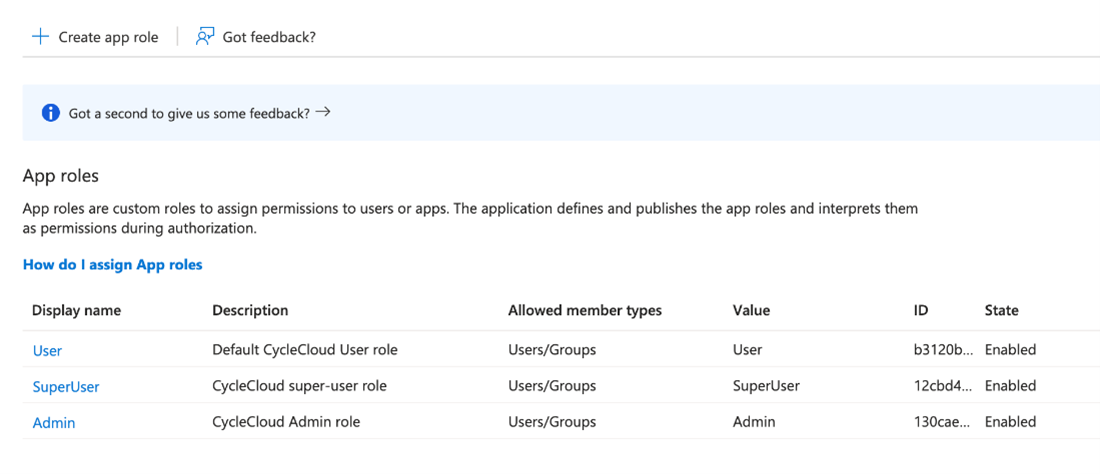 Create app role Got feedback?
Got a second to give us some feedback? →
App roles
App roles are custom roles to assign permissions to users or apps. The application defines and publishes the app roles and interprets them
as permissions during authorization.
How do I assign App roles
Display name Description Allowed member types Value ID State
User Default CycleCloud User role Users/Groups User b3120b... Enabled
SuperUser CycleCloud super-user role Users/Groups SuperUser 12cbd4... Enabled
Admin CycleCloud Admin role Users/Groups Admin 130cae... Enabled